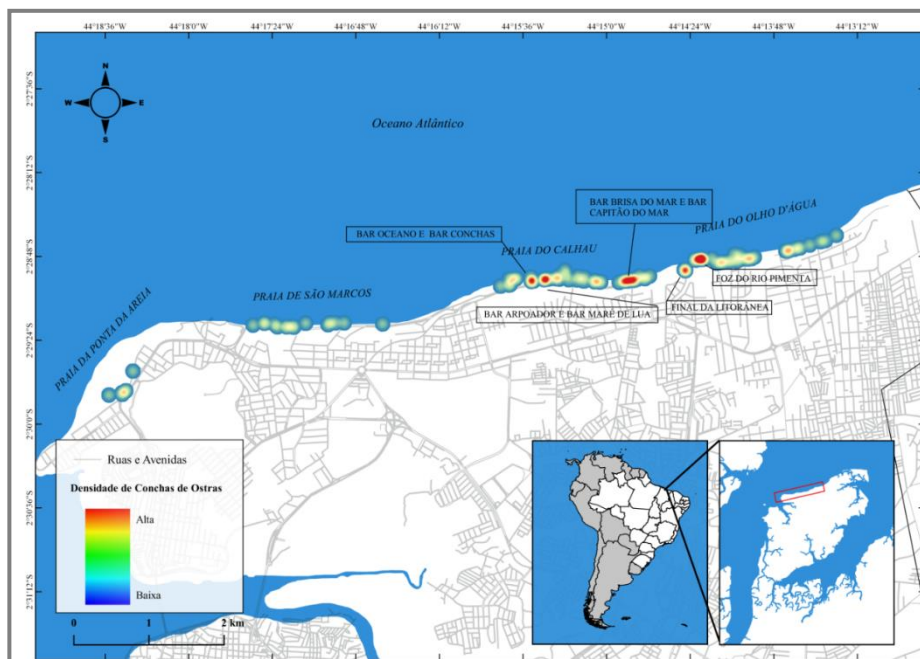 44°18'36"W 44°18'0"W 44°17'24"W 44°16'48"W 44°16'12"W 44°15'36"W 44°15'0"W 44°14'24"W 44°13'48"W 44°13'12"W
2°27'36"S
2°28'12"S
2°28'48"S
2°29'24"S
2°30'0"S
2°30'36"S
2°31'12"S
N
W E
S
Oceano Atlântico
BAR BRISA DO MAR E BAR
CAPITÃO DO MAR
PRAIA DO OLHO D'ÁGUA
BAR OCEANO E BAR CONCHAS
PRAIA DO CALHAU
FOZ DO RIO PIMENTA
PRAIA DE SÃO MARCOS
BAR ARPOADOR E BAR MARÉ DE LUA
FINAL DA LITORÂNEA
PRAIA DA PONTA DA AREIA
Ruas e Avenidas
Densidade de Conchas de Ostras
Alta
Baixa
0 1 2 km